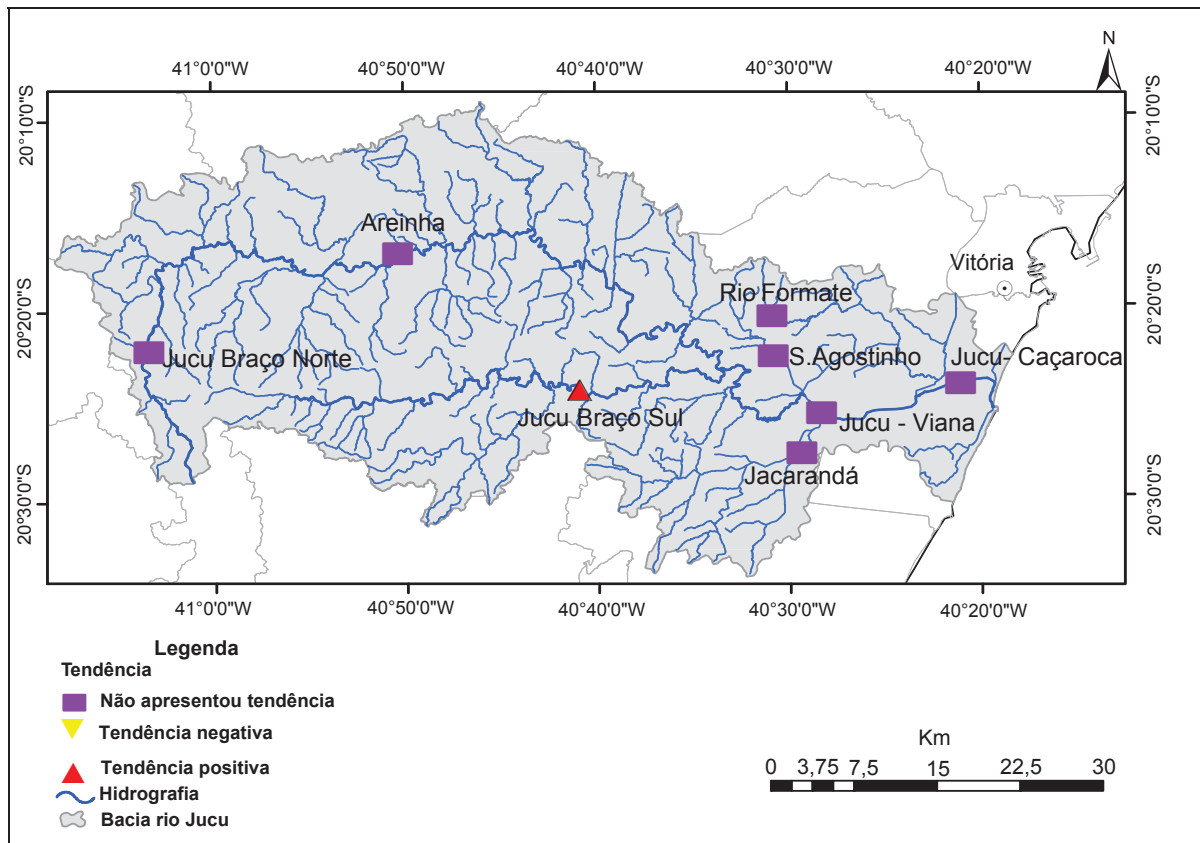 N
41°0'0"W 40°50'0"W 40°40'0"W 40°30'0"W 40°20'0"W
20°10'0"S
20°10'0"S
Areinha
Vitória
Rio Formate
20°20'0"S
20°20'0"S
Jucu Braço Norte
S.Agostinho
Jucu- Caçaroca
Jucu Braço Sul
Jucu - Viana
Jacarandá
20°30'0"S
20°30'0"S
41°0'0"W 40°50'0"W 40°40'0"W 40°30'0"W 40°20'0"W
Legenda
Tendência
Não apresentou tendência
Tendência negativa
Tendência positiva
Hidrografia
Bacia rio Jucu
Km
0 3,75 7,5 15 22,5 30